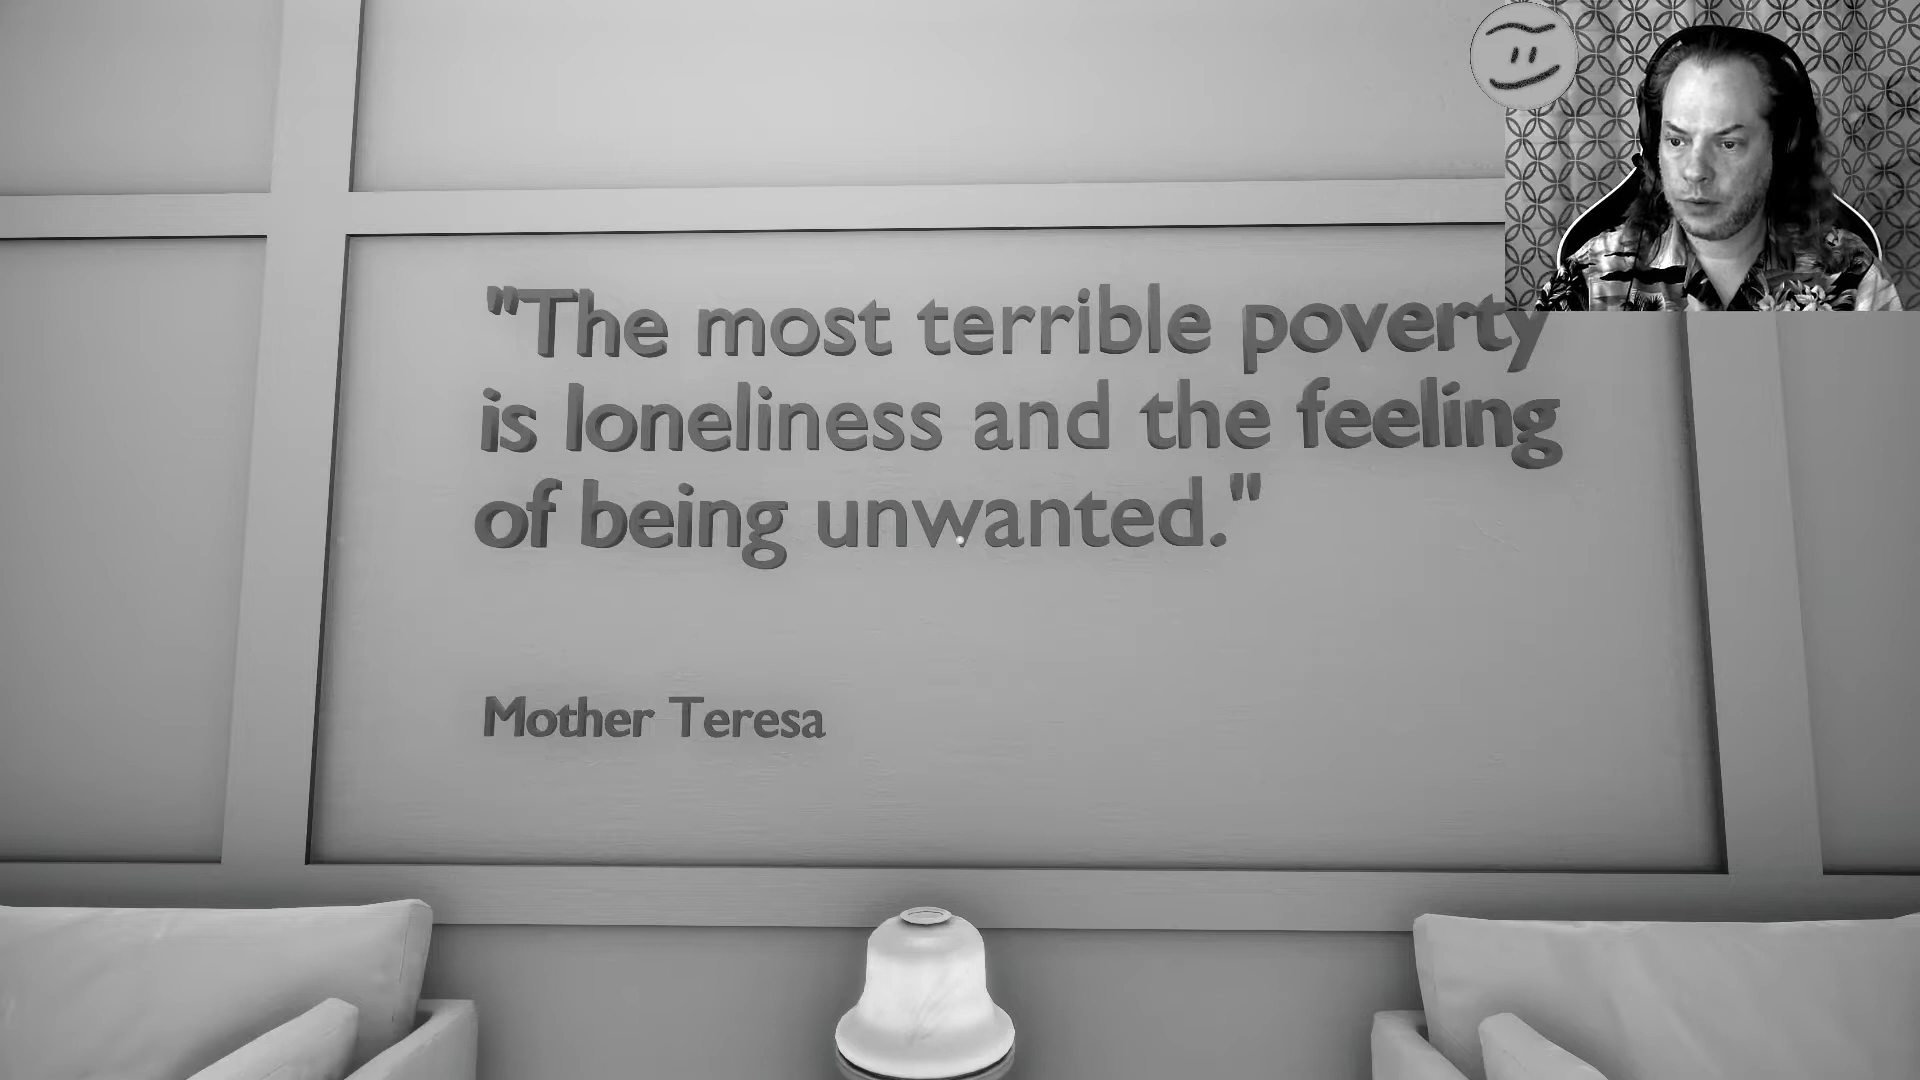 "The most terrible poverty
is loneliness and the feeling
of being unwanted."
Mother Teresa